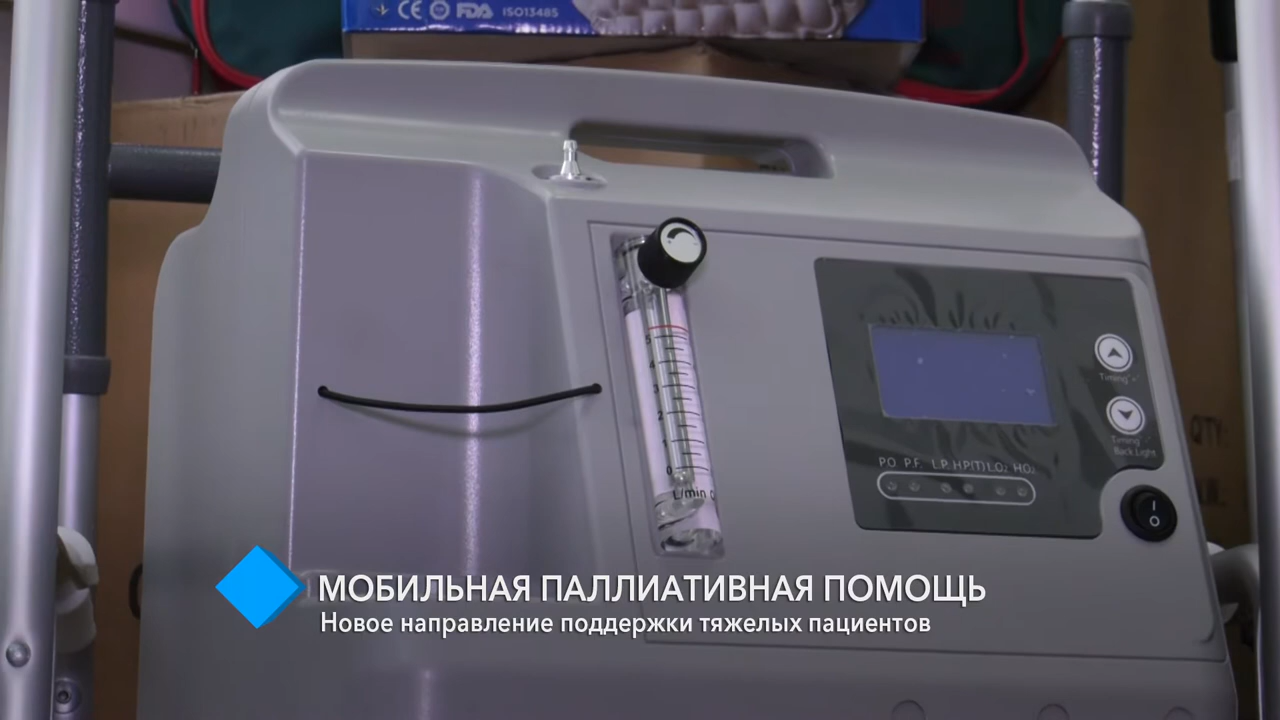 CE FDA ISO13485
5
4
3
2
1
0
L/min
Timing
Timing
Back Light
PO P.F. L.P. HP(T) LO₂ HO₂
QTY:
МОБИЛЬНАЯ ПАЛЛИАТИВНАЯ ПОМОЩЬ
Новое направление поддержки тяжелых пациентов